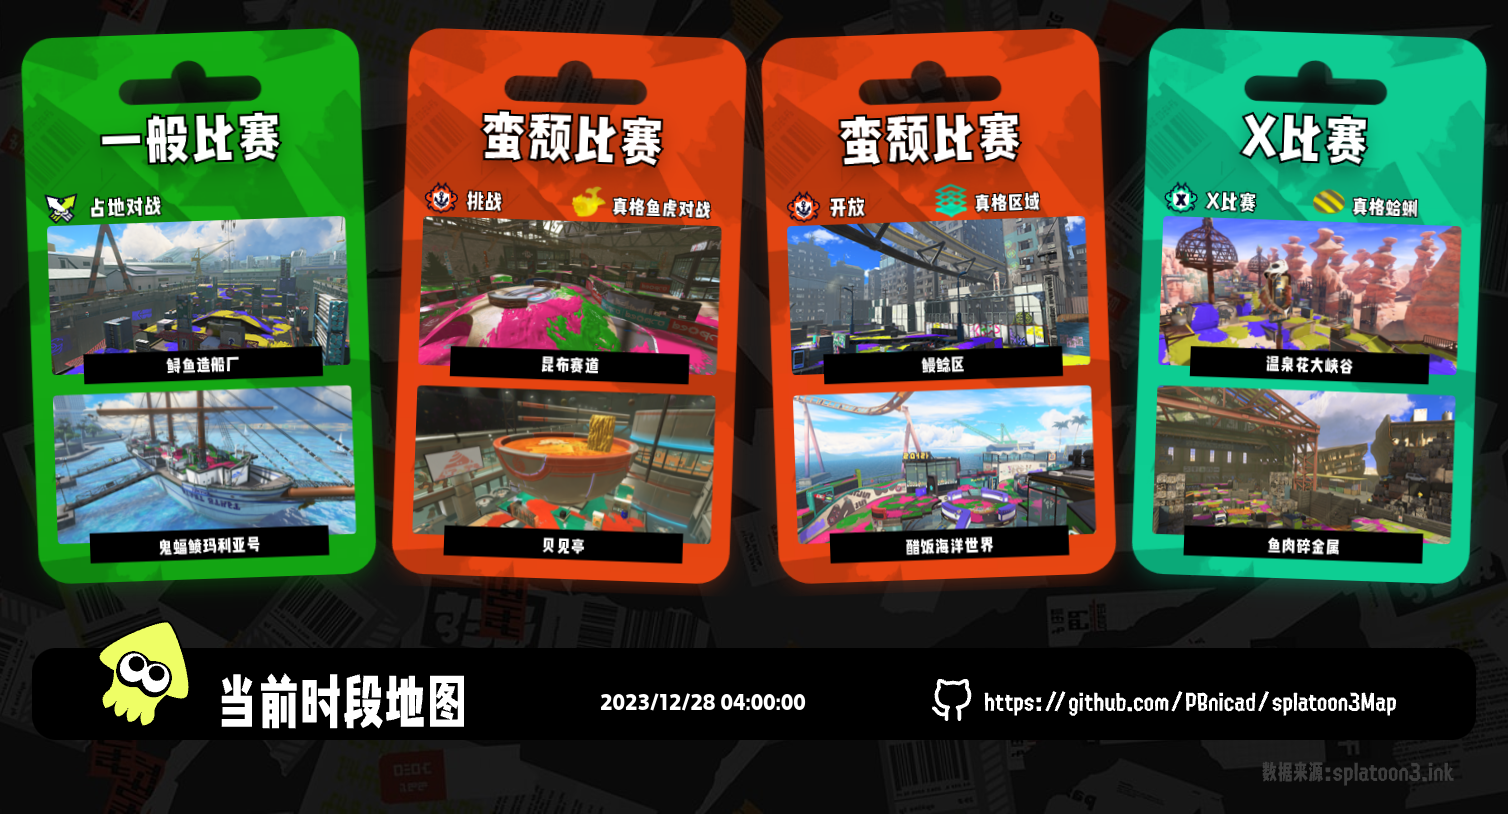 一般比赛
占地对战
鲟鱼造船厂
鬼蝠鲼玛利亚号
蛮颓比赛
挑战
真格鱼虎对战
昆布赛道
贝见亭
蛮颓比赛
开放
真格区域
鳗鲶区
醋饭海洋世界
X比赛
X比赛
真格蛤蜊
温泉花大峡谷
鱼肉碎金属
当前时段地图
2023/12/28 04:00:00
https://github.com/PBnicad/splatoon3Map
数据来源:splatoon3.ink